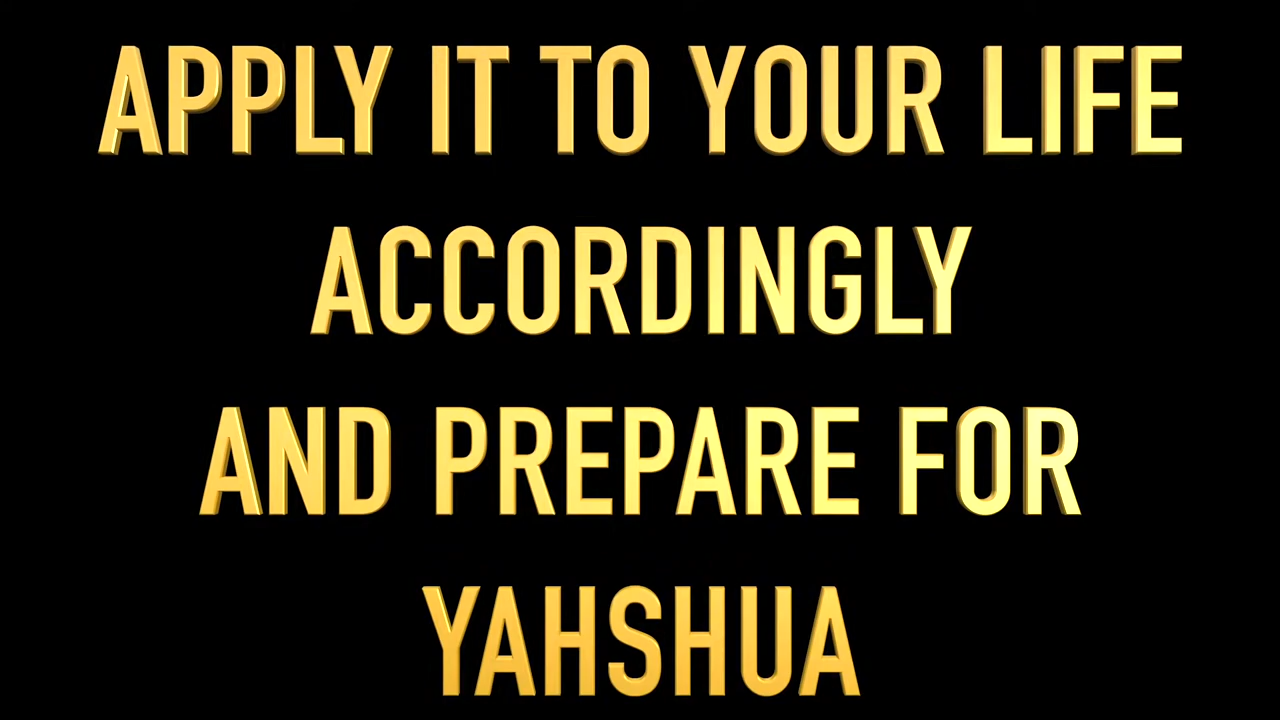 APPLY IT TO YOUR LIFE
ACCORDINGLY
AND PREPARE FOR
YAHSHUA